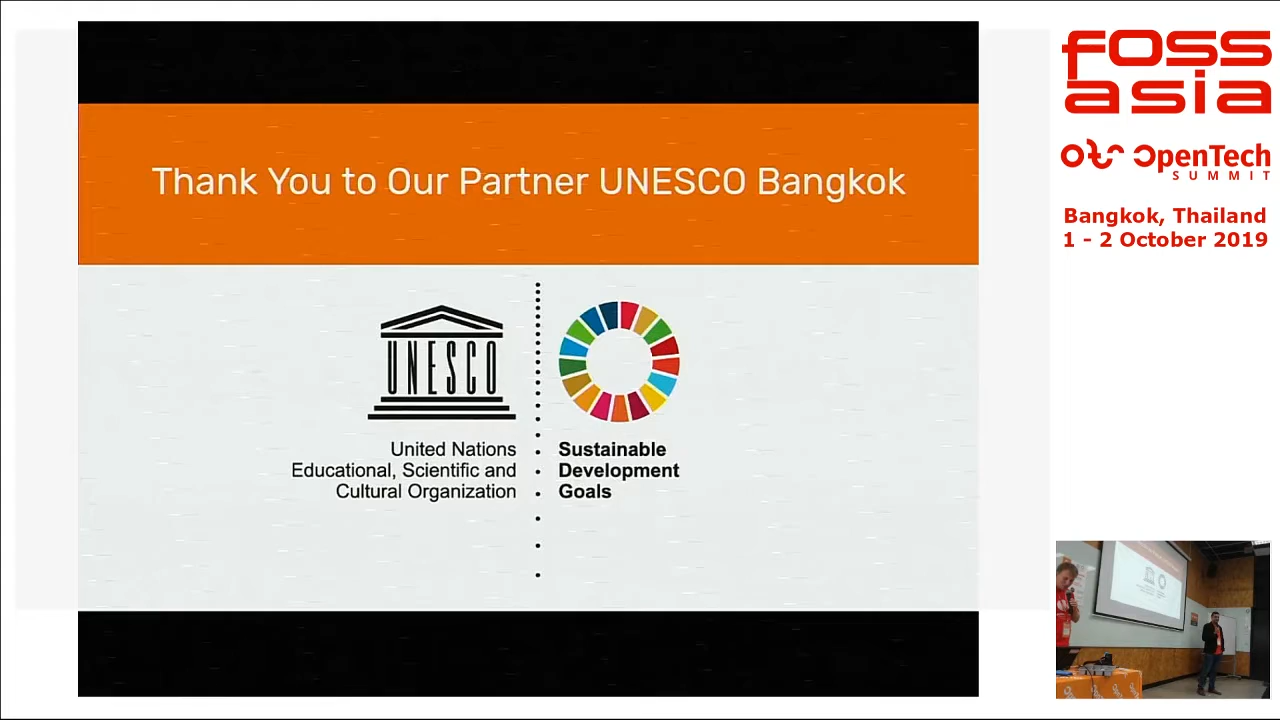 Thank You to Our Partner UNESCO Bangkok
UNESCO
United Nations
Educational, Scientific and
Cultural Organization
Sustainable
Development
Goals
foss
asia
OpenTech
SUMMIT
Bangkok, Thailand
1 - 2 October 2019